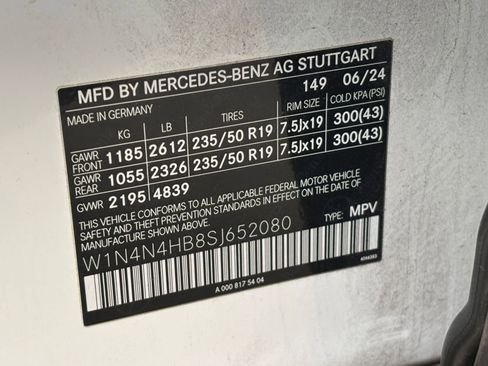 MFD BY MERCEDES-BENZ AG STUTTGART
MADE IN GERMANY 149 06/24
KG LB TIRES RIM SIZE COLD KPA(PSI)
GAWR FRONT 1185 2612 235/50 R19 7.5Jx19 300(43)
GAWR REAR 1055 2326 235/50 R19 7.5Jx19 300(43)
GVWR 2195 4839
THIS VEHICLE CONFORMS TO ALL APPLICABLE FEDERAL MOTOR VEHICLE
SAFETY AND THEFT PREVENTION STANDARDS IN EFFECT ON THE DATE
OF MANUFACTURE SHOWN ABOVE.
W1N4N4HB8SJ652080 TYPE: MPV
A 000 817 54 04